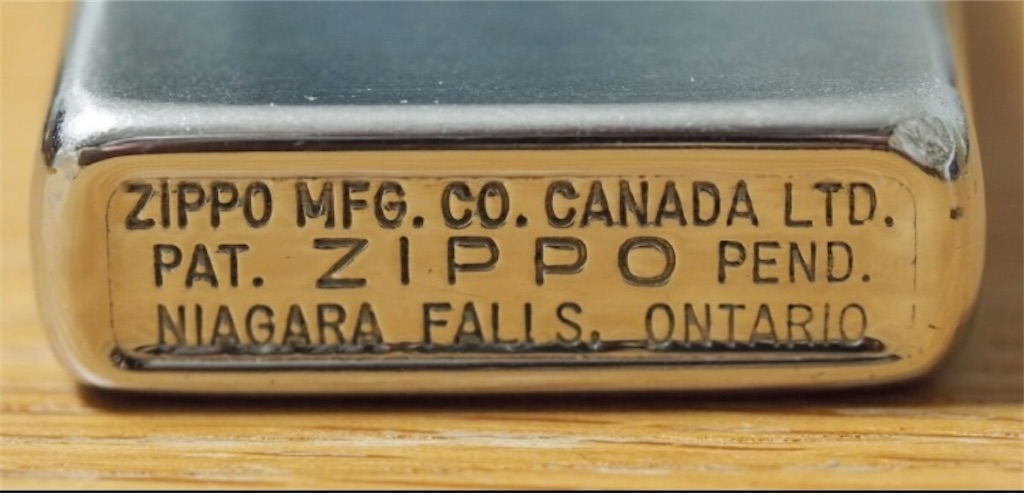 ZIPPO MFG. CO. CANADA LTD.
PAT. ZIPPO PEND.
NIAGARA FALLS, ONTARIO